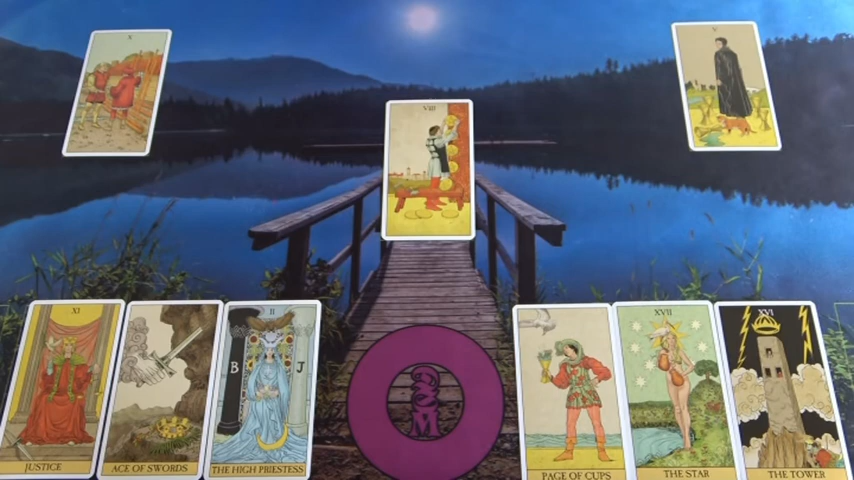 X
V
VIII
XI
JUSTICE
ACE OF SWORDS
II
B J
THE HIGH PRIESTESS
PAGE OF CUPS
XVII
THE STAR
XVI
THE TOWER